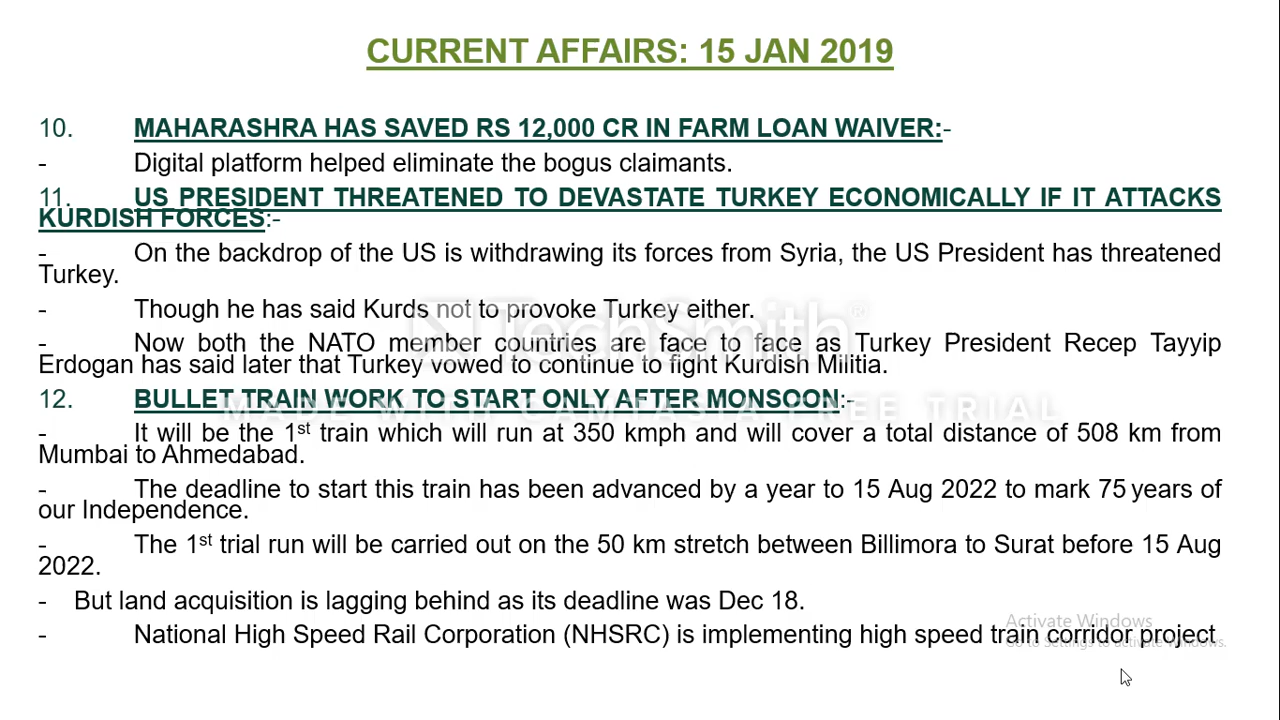 CURRENT AFFAIRS: 15 JAN 2019
10. MAHARASHRA HAS SAVED RS 12,000 CR IN FARM LOAN WAIVER:-
- Digital platform helped eliminate the bogus claimants.
11. US PRESIDENT THREATENED TO DEVASTATE TURKEY ECONOMICALLY IF IT ATTACKS
KURDISH FORCES:-
- On the backdrop of the US is withdrawing its forces from Syria, the US President has threatened
Turkey.
- Though he has said Kurds not to provoke Turkey either.
TechSmith®
- Now both the NATO member countries are face to face as Turkey President Recep Tayyip
Erdogan has said later that Turkey vowed to continue to fight Kurdish Militia.
12. BULLET TRAIN WORK TO START ONLY AFTER MONSOON:-
MADE WITH CAMTASIA FREE TRIAL
- It will be the 1st train which will run at 350 kmph and will cover a total distance of 508 km from
Mumbai to Ahmedabad.
- The deadline to start this train has been advanced by a year to 15 Aug 2022 to mark 75 years of
our Independence.
- The 1st trial run will be carried out on the 50 km stretch between Billimora to Surat before 15 Aug
2022.
- But land acquisition is lagging behind as its deadline was Dec 18.
Activate Windows
- National High Speed Rail Corporation (NHSRC) is implementing high speed train corridor project
Go to Settings to activate Windows.